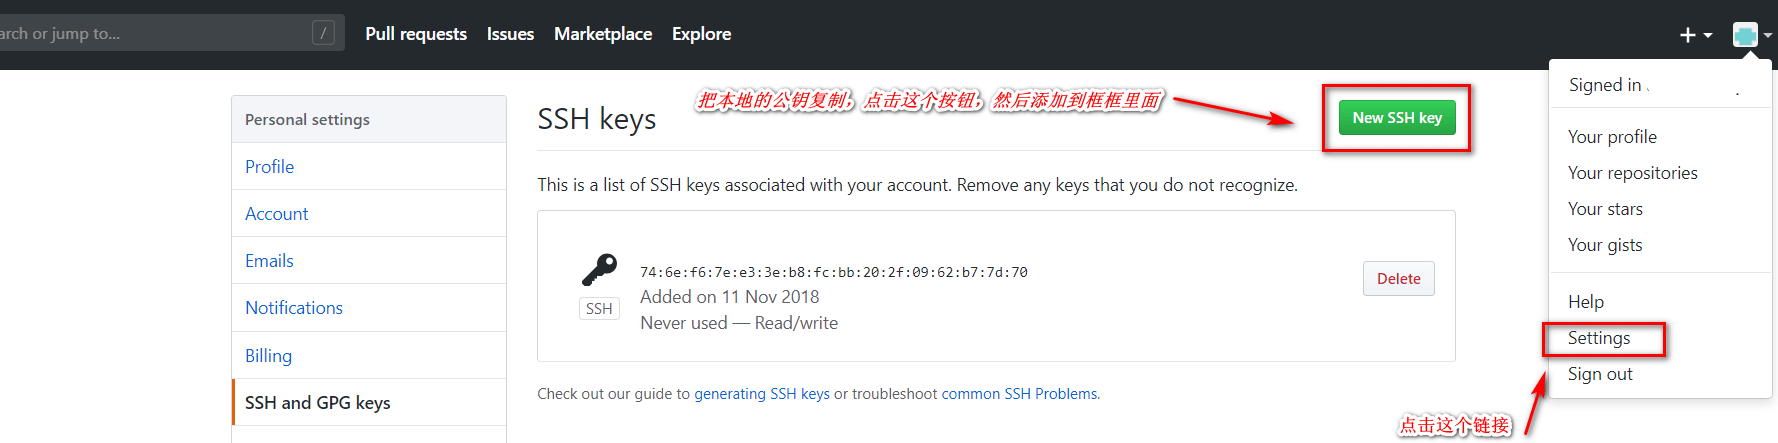 arch or jump to...
/
Pull requests
Issues
Marketplace
Explore
Signed in
Your profile
Your repositories
Your stars
Your gists
Help
Settings
Sign out
点击这个链接
Personal settings
Profile
Account
Emails
Notifications
Billing
SSH and GPG keys
SSH keys
把本地的公钥复制，点击这个按钮，然后添加到框框里面
New SSH key
This is a list of SSH keys associated with your account. Remove any keys that you do not recognize.
74:6e:f6:7e:e3:3e:b8:fc:bb:20:2f:09:62:b7:7d:70
Added on 11 Nov 2018
Never used — Read/write
SSH
Delete
Check out our guide to generating SSH keys or troubleshoot common SSH Problems.